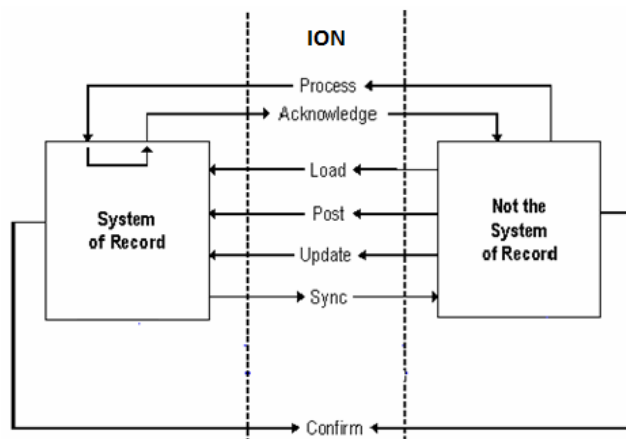 ION
Process
Acknowledge
Load
System
of Record
Post
Not the
System
of Record
Update
Sync
Confirm